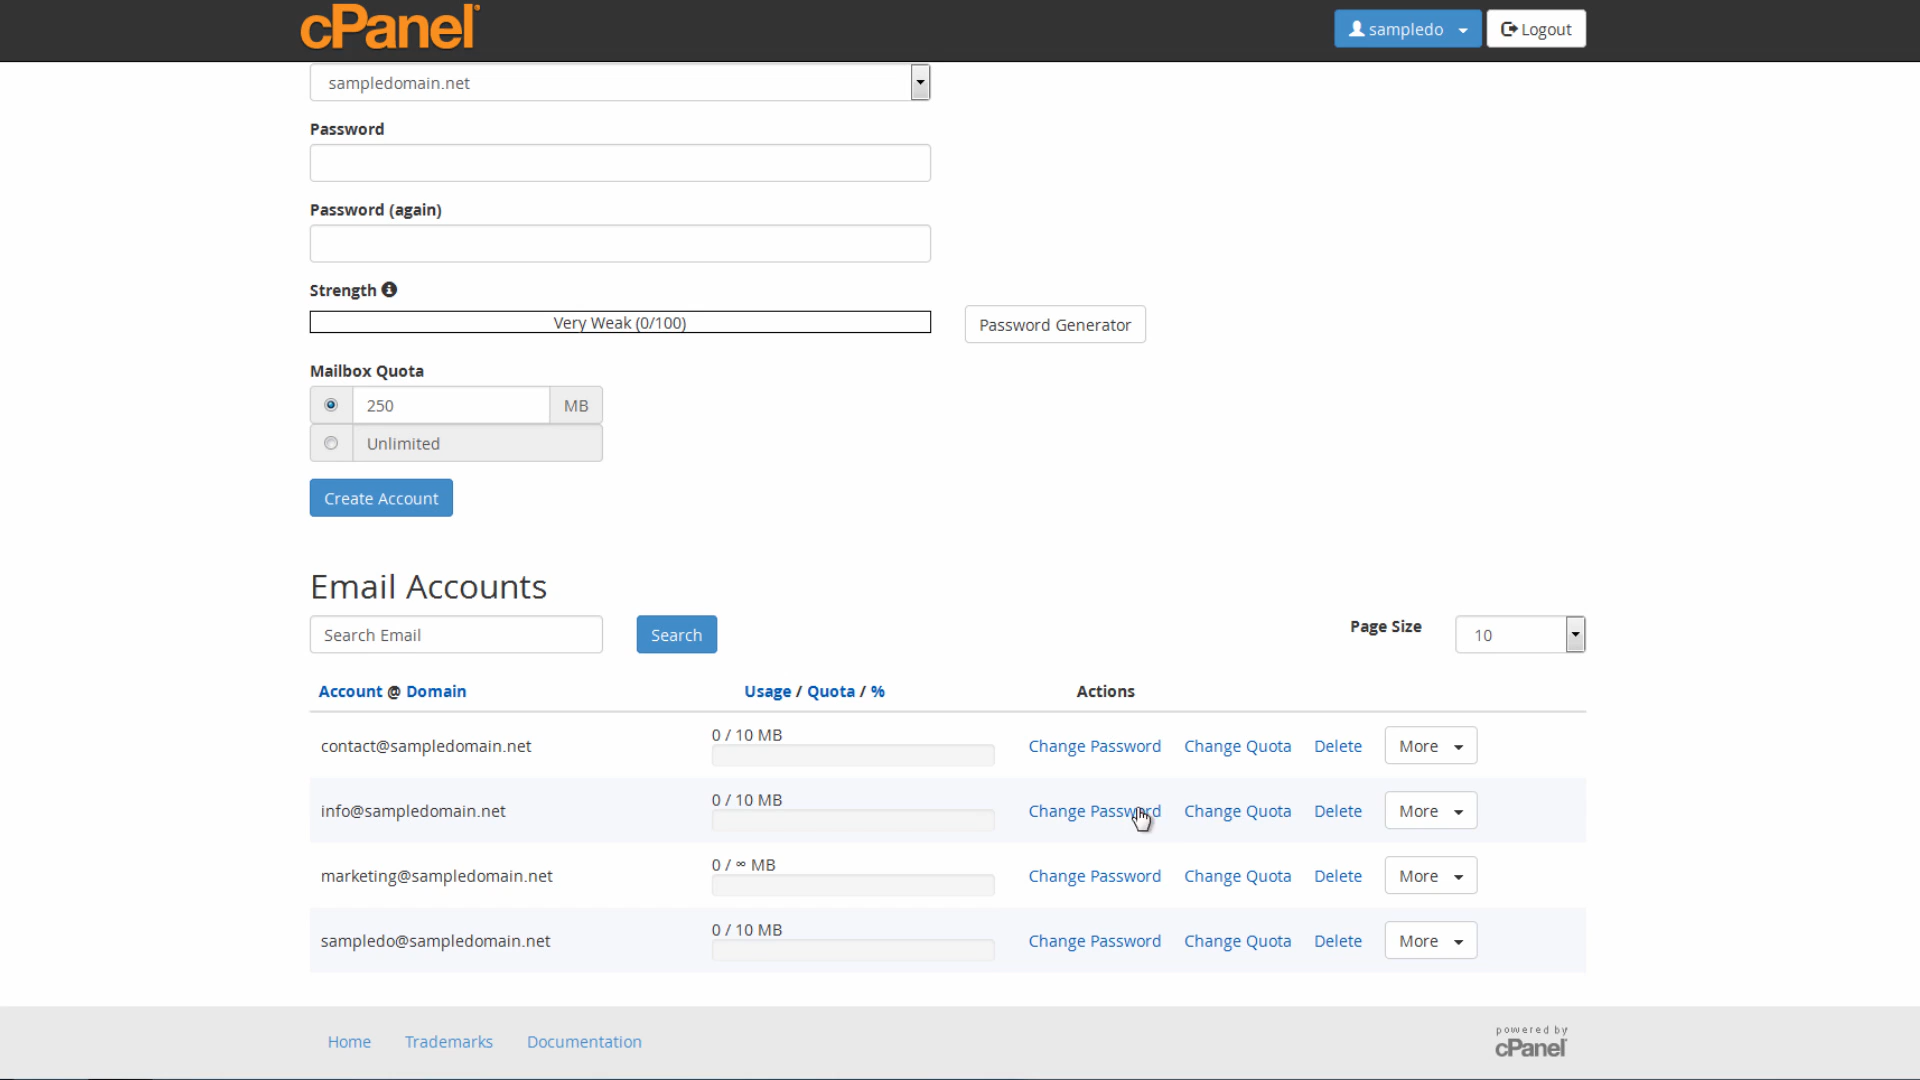 cPanel
sampledo
Logout
sampledomain.net
Password
Password (again)
Strength
Very Weak (0/100)
Password Generator
Mailbox Quota
250 MB
Unlimited
Create Account
Email Accounts
Search Email
Search
Page Size
10
Account @ Domain
Usage / Quota / %
Actions
0 / 10 MB
contact@sampledomain.net
Change Password
Change Quota
Delete
More
0 / 10 MB
info@sampledomain.net
Change Password
Change Quota
Delete
More
0 / ∞ MB
marketing@sampledomain.net
Change Password
Change Quota
Delete
More
0 / 10 MB
sampledo@sampledomain.net
Change Password
Change Quota
Delete
More
Home
Trademarks
Documentation
powered by
cPanel